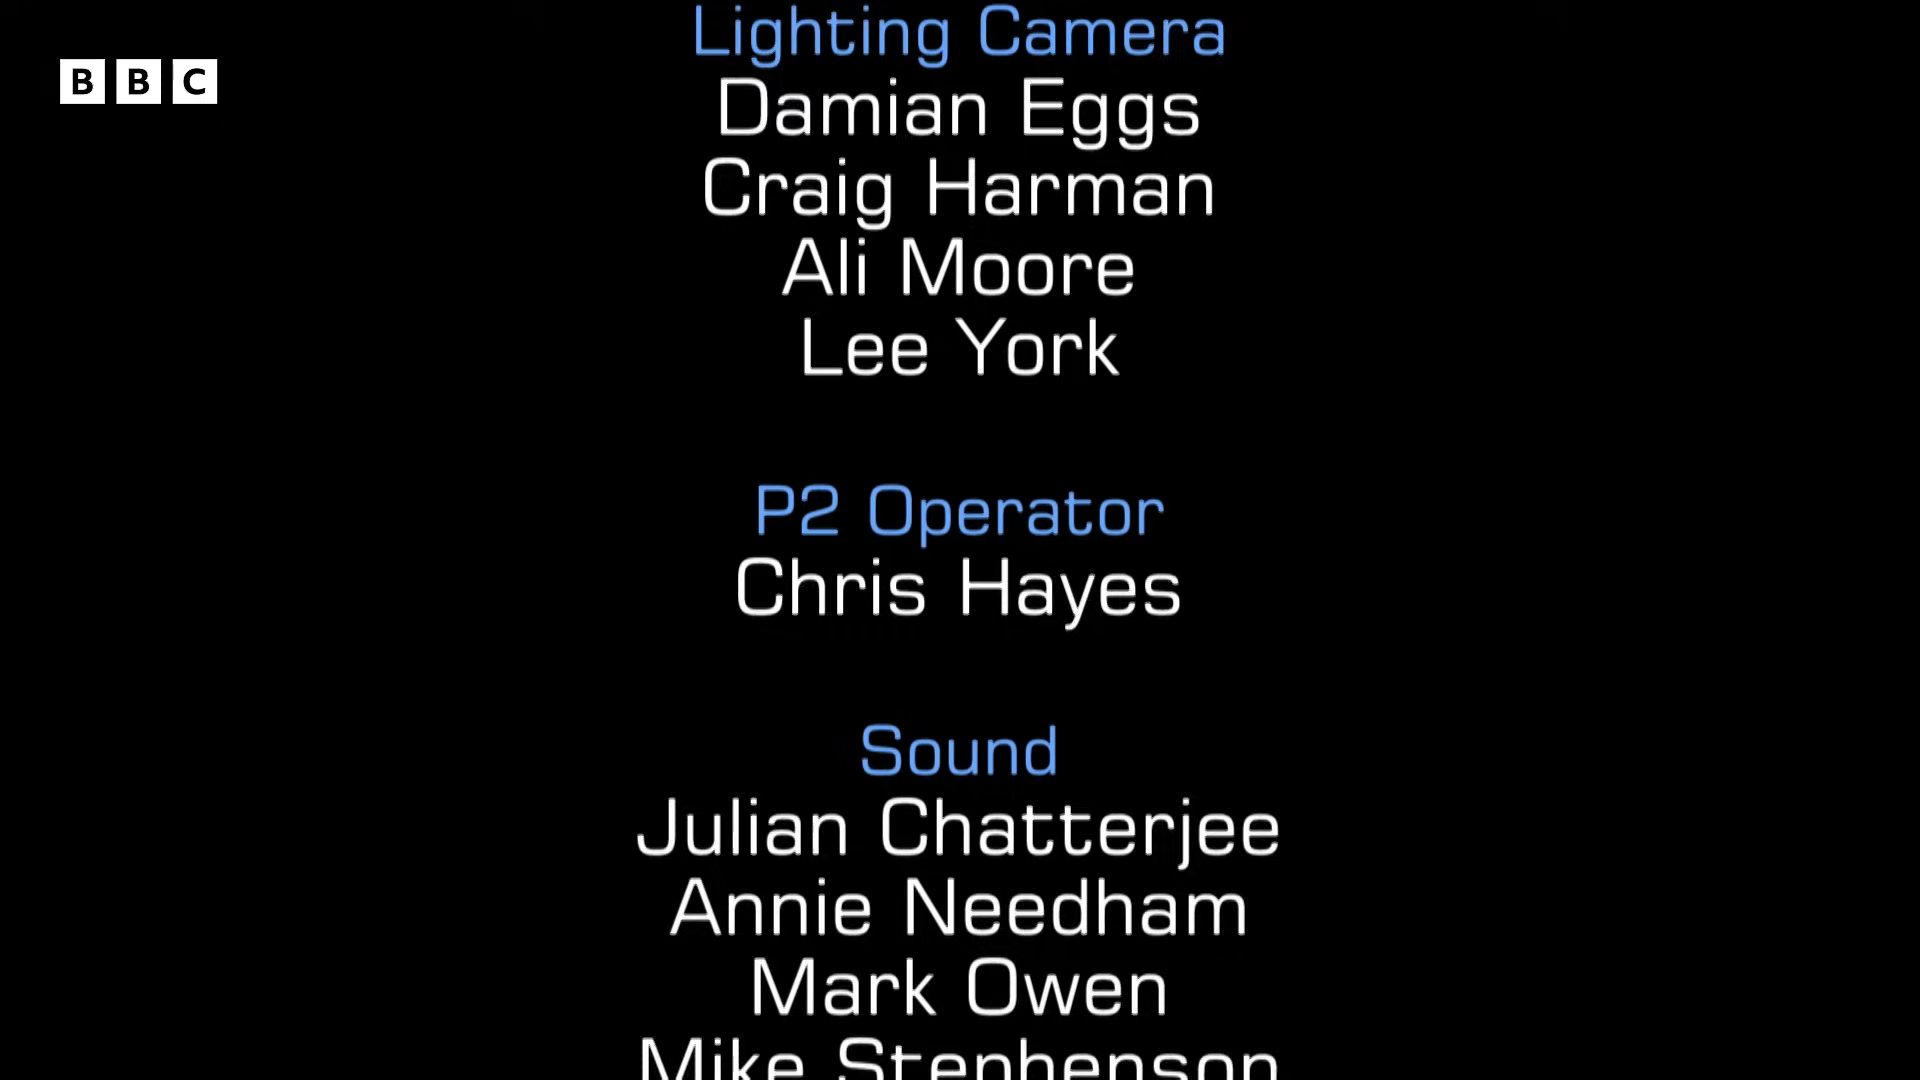 Lighting Camera
BBC
Damian Eggs
Craig Harman
Ali Moore
Lee York
P2 Operator
Chris Hayes
Sound
Julian Chatterjee
Annie Needham
Mark Owen
Mike Stephenson